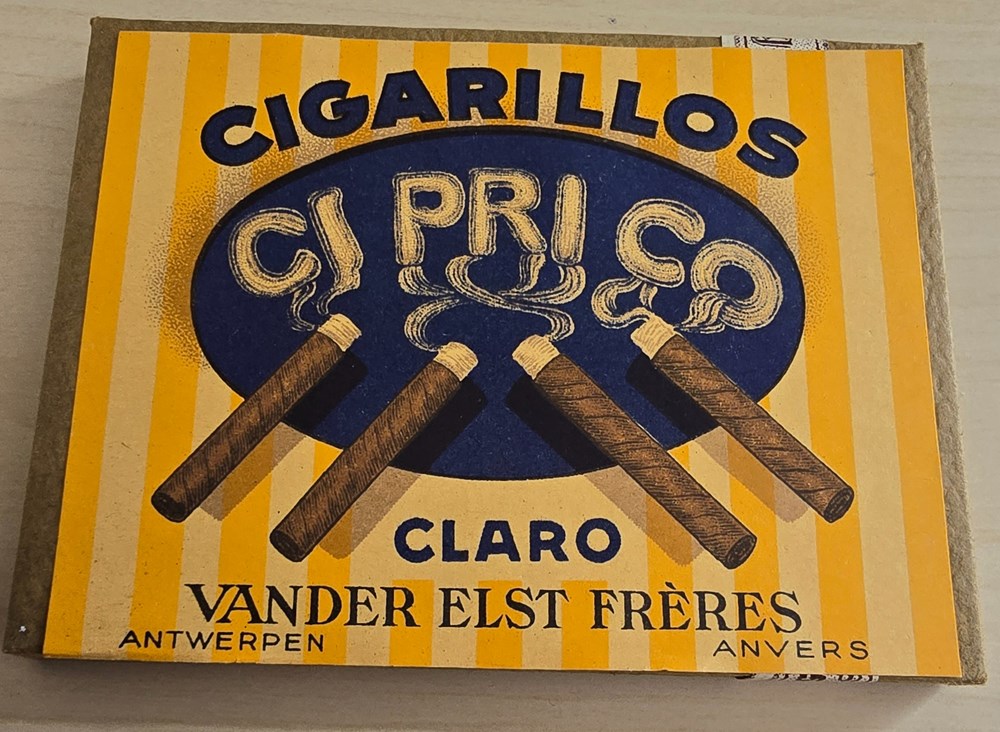 CIGARILLOS
CI PRI CO
CLARO
VANDER ELST FRÈRES
ANTWERPEN ANVERS